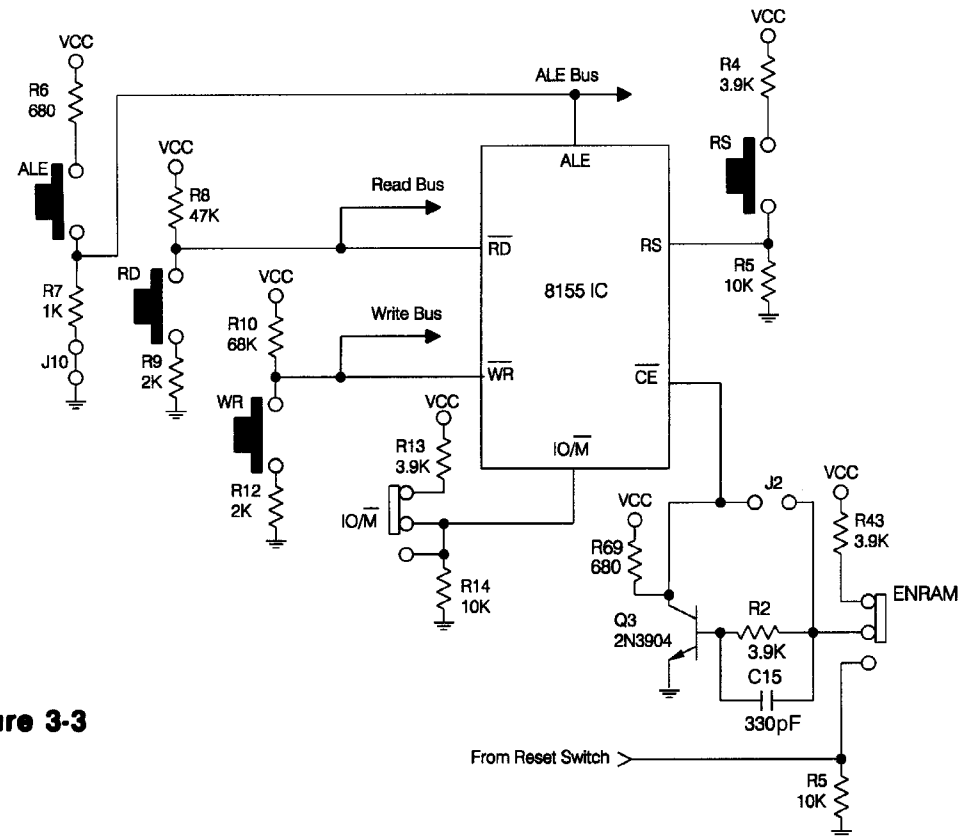 VCC
R4
3.9K
VCC
R6
680
ALE Bus
RS
ALE
VCC
ALE
R8
47K
Read Bus
RD
RS
RD
R5
10K
8155 IC
R7
1K
VCC
Write Bus
R10
68K
J10
R9
2K
WR
CE
WR
VCC
IO/M
R13
3.9K
R12
2K
IO/M
VCC
J2
VCC
R43
3.9K
R69
680
R14
10K
ENRAM
Q3
2N3904
R2
3.9K
C15
330pF
ure 3-3
From Reset Switch
R5
10K